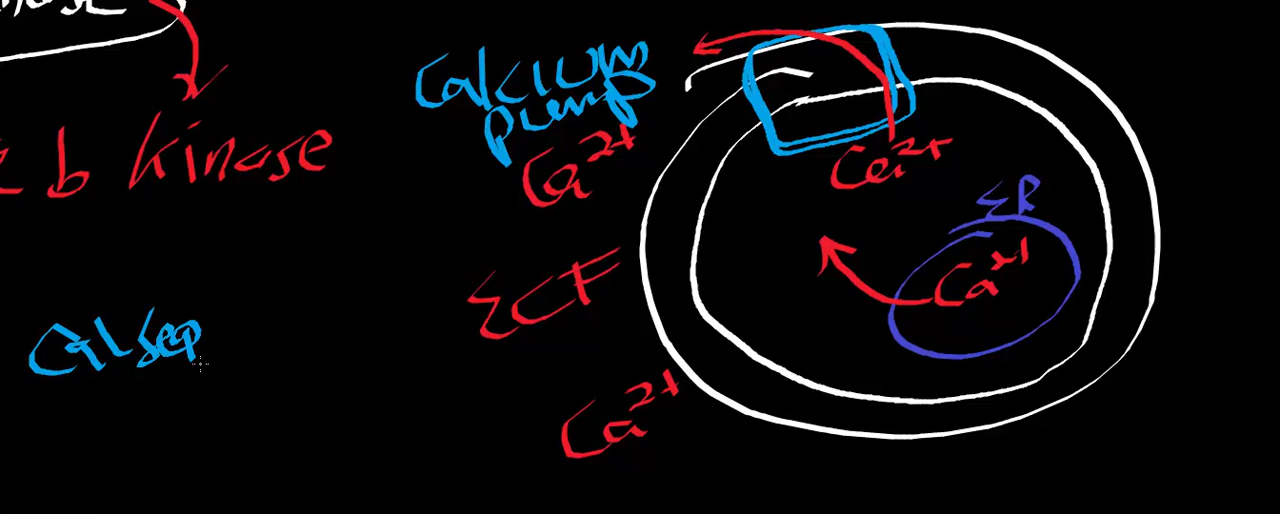 b kinase
Calcium
pump
Ca2+
Ca2+
ER
Ca2+
ECF
Calseq
Ca2+